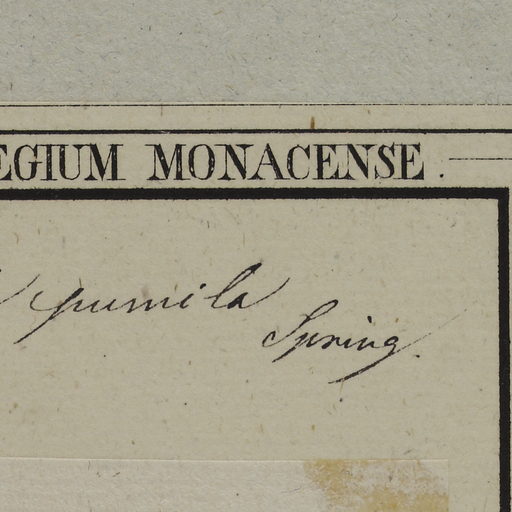 EGIUM MONACENSE.
pumila
Spring.